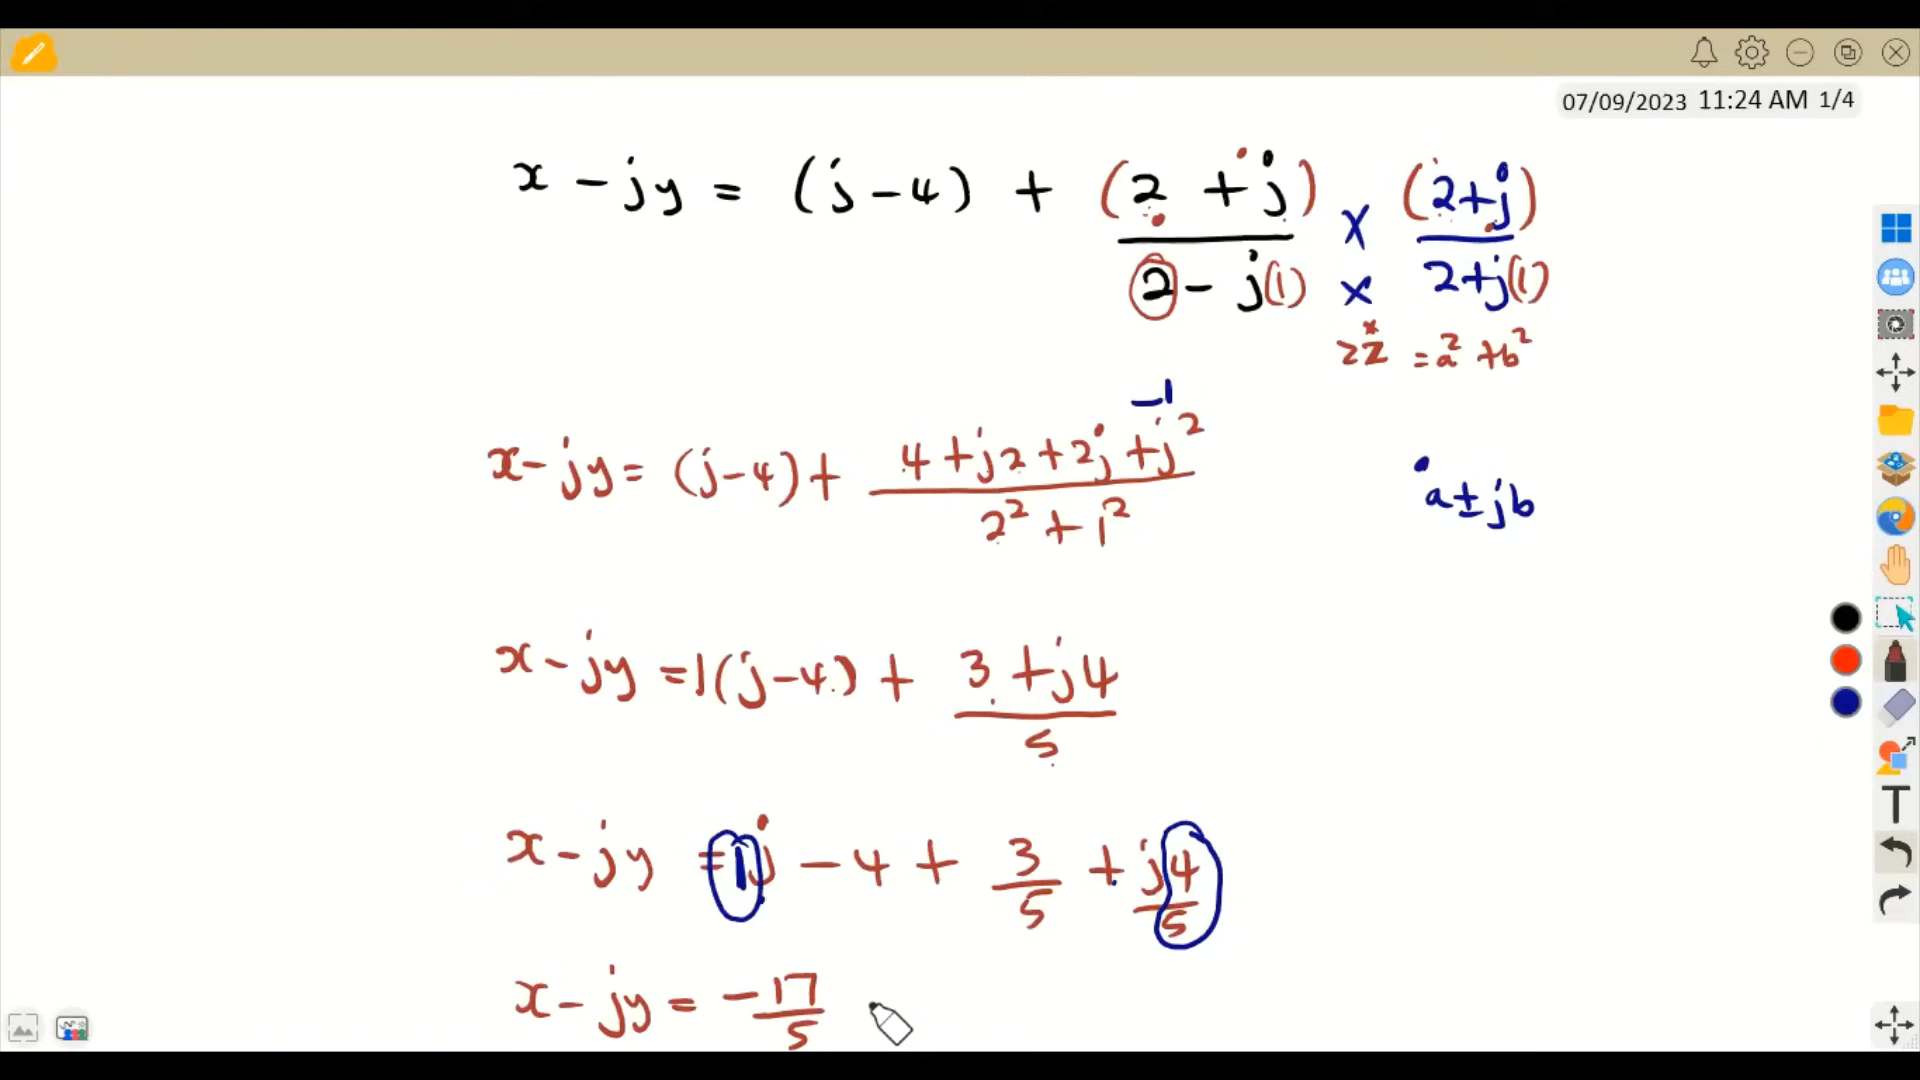 07/09/2023 11:24 AM 1/4
x - jy = (j - 4) + (2 + j) / (2 - j(1)) × (2+j) / (2+j(1))
zz* = a² + b²
-1
x - jy = (j-4) + (4 + j2 + 2j + j²) / (2² + 1²)
a ± jb
x - jy = 1(j-4) + (3 + j4) / 5
x - jy = 1j - 4 + 3/5 + j4/5
x - jy = -17/5
T